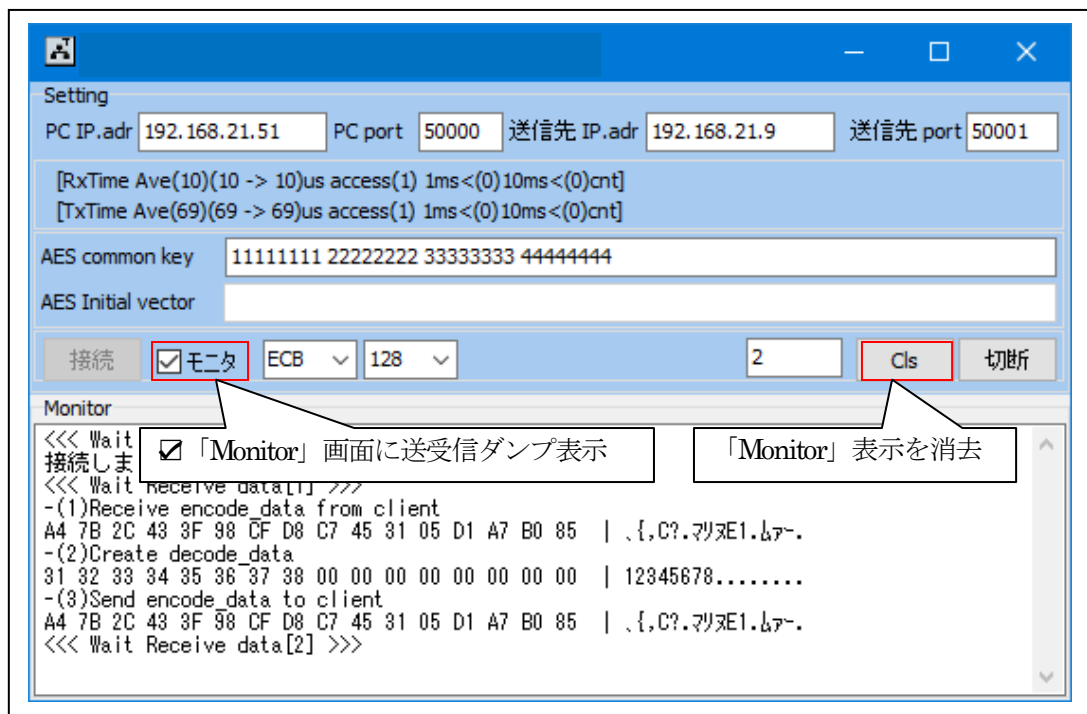 Setting
PC IP.adr 192.168.21.51 PC port 50000 送信先 IP.adr 192.168.21.9 送信先 port 50001
[RxTime Ave(10)(10 -> 10)us access(1) 1ms<(0)10ms<(0)cnt]
[TxTime Ave(69)(69 -> 69)us access(1) 1ms<(0)10ms<(0)cnt]
AES common key 11111111 22222222 33333333 44444444
AES Initial vector
接続 ☑モニタ ECB 128 2 Cls 切断
Monitor
<<< Wait
接続しま
☑「Monitor」画面に送受信ダンプ表示
「Monitor」表示を消去
<<< Wait Receive data[1] >>>
-(1)Receive encode_data from client
A4 7B 2C 43 3F 98 CF D8 C7 45 31 05 D1 A7 B0 85 | ､{,C?.ﾏﾘﾇE1.ﾑｧｰ.
-(2)Create decode_data
31 32 33 34 35 36 37 38 00 00 00 00 00 00 00 00 | 12345678........
-(3)Send encode_data to client
A4 7B 2C 43 3F 98 CF D8 C7 45 31 05 D1 A7 B0 85 | ､{,C?.ﾏﾘﾇE1.ﾑｧｰ.
<<< Wait Receive data[2] >>>